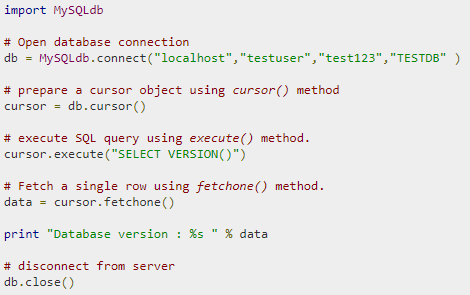 import MySQLdb
# Open database connection
db = MySQLdb.connect("localhost","testuser","test123","TESTDB" )
# prepare a cursor object using cursor() method
cursor = db.cursor()
# execute SQL query using execute() method.
cursor.execute("SELECT VERSION()")
# Fetch a single row using fetchone() method.
data = cursor.fetchone()
print "Database version : %s " % data
# disconnect from server
db.close()